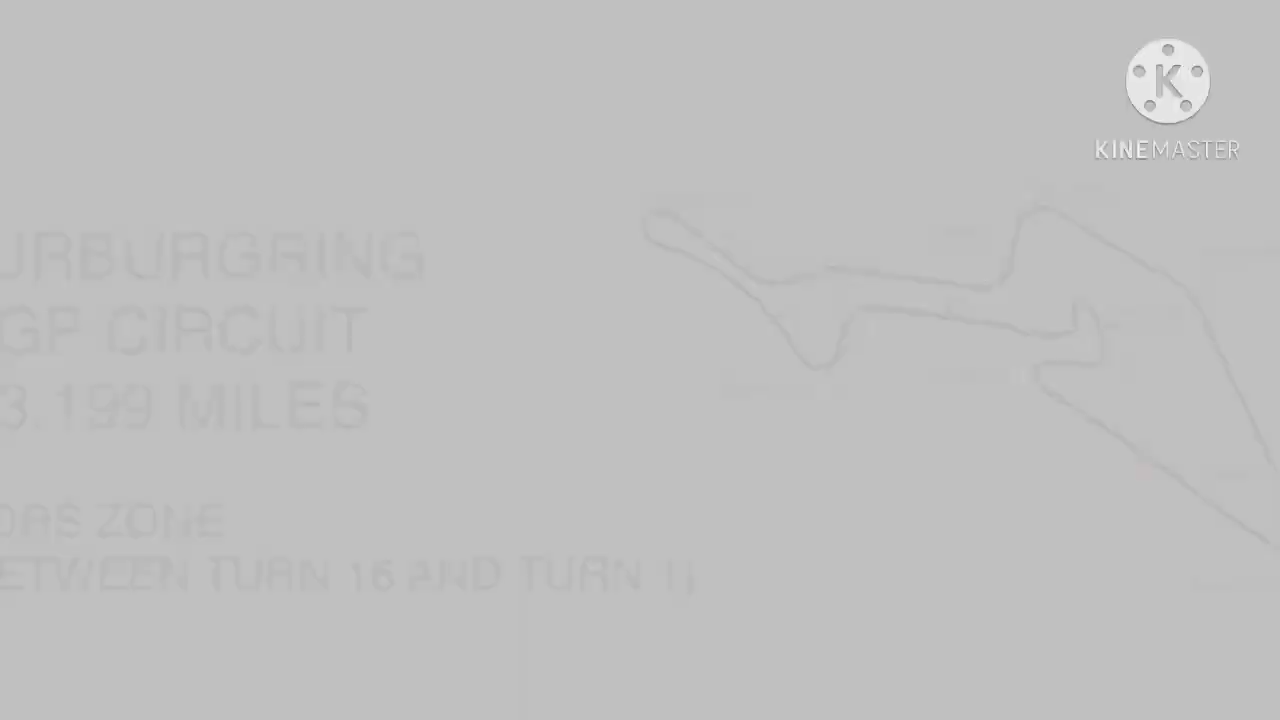 KINEMASTER
URBURGRING
GP CIRCUIT
3.199 MILES
DRS ZONE
ETWEEN TURN 16 AND TURN 1)